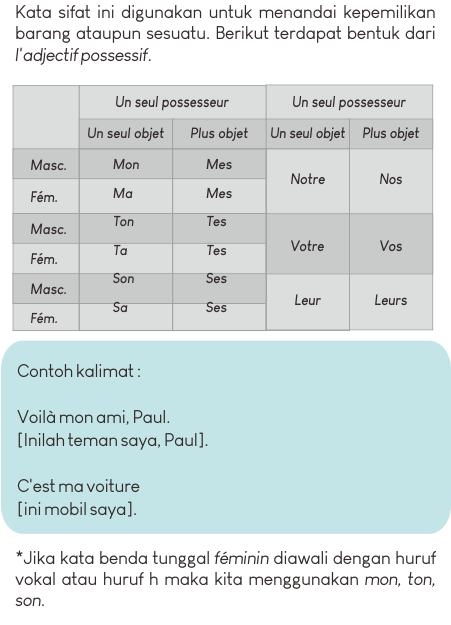 Kata sifat ini digunakan untuk menandai kepemilikan
barang ataupun sesuatu. Berikut terdapat bentuk dari
l'adjectif possessif.
Un seul possesseur Un seul possesseur
Un seul objet Plus objet Un seul objet Plus objet
Masc. Mon Mes Notre Nos
Fém. Ma Mes
Masc. Ton Tes Votre Vos
Fém. Ta Tes
Masc. Son Ses Leur Leurs
Fém. Sa Ses
Contoh kalimat :
Voilà mon ami, Paul.
[Inilah teman saya, Paul].
C'est ma voiture
[ini mobil saya].
*Jika kata benda tunggal féminin diawali dengan huruf
vokal atau huruf h maka kita menggunakan mon, ton,
son.